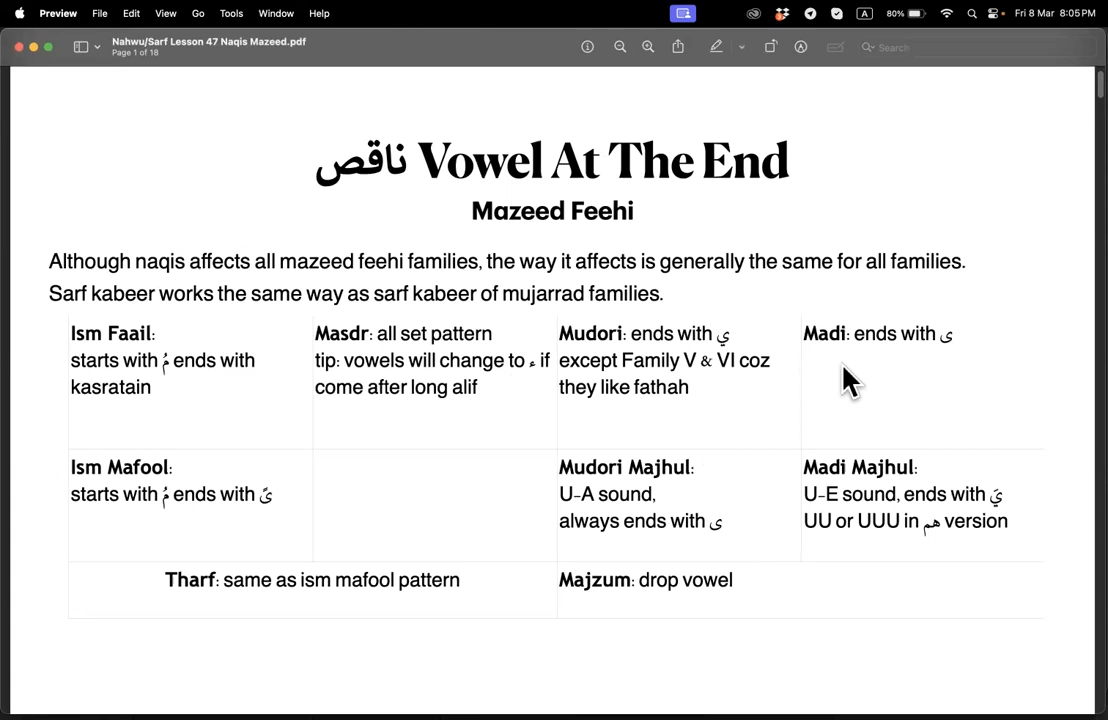 Preview File Edit View Go Tools Window Help
A 80% Fri 8 Mar 8:05 PM
Nahwu/Sarf Lesson 47 Naqis Mazeed.pdf
Page 1 of 18
Search
ناقص Vowel At The End
Mazeed Feehi
Although naqis affects all mazeed feehi families, the way it affects is generally the same for all families.
Sarf kabeer works the same way as sarf kabeer of mujarrad families.
Ism Faail:
starts with مُ ends with
kasratain
Masdr: all set pattern
tip: vowels will change to ء if
come after long alif
Mudori: ends with ي
except Family V & VI coz
they like fathah
Madi: ends with ى
Ism Mafool:
starts with مُ ends with ىً
Mudori Majhul:
U-A sound,
always ends with ى
Madi Majhul:
U-E sound, ends with يَ
UU or UUU in هم version
Tharf: same as ism mafool pattern
Majzum: drop vowel